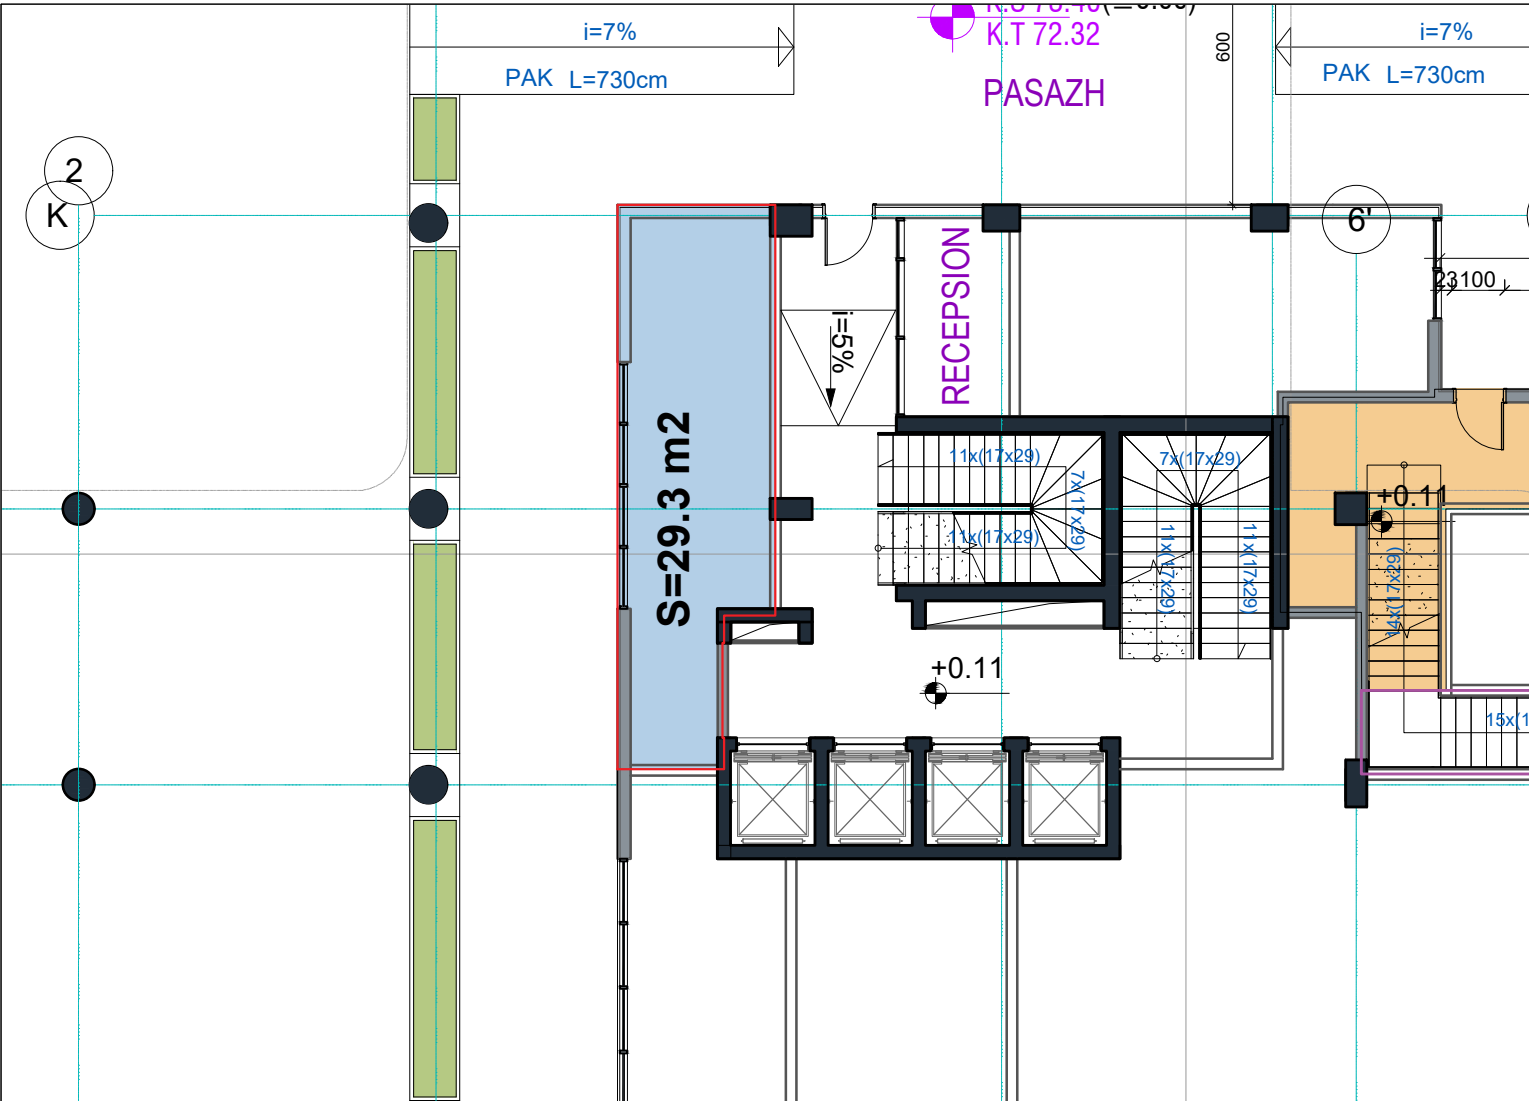 i=7%
PAK L=730cm
K.T 72.32
PASAZH
600
i=7%
PAK L=730cm
2
K
6'
RECEPSION
23100
i=5%
S=29.3 m2
11x(17x29)
7x(17x29)
11x(17x29)
7x(17x29)
11x(17x29)
11x(17x29)
+0.11
14x(17x29)
+0.11